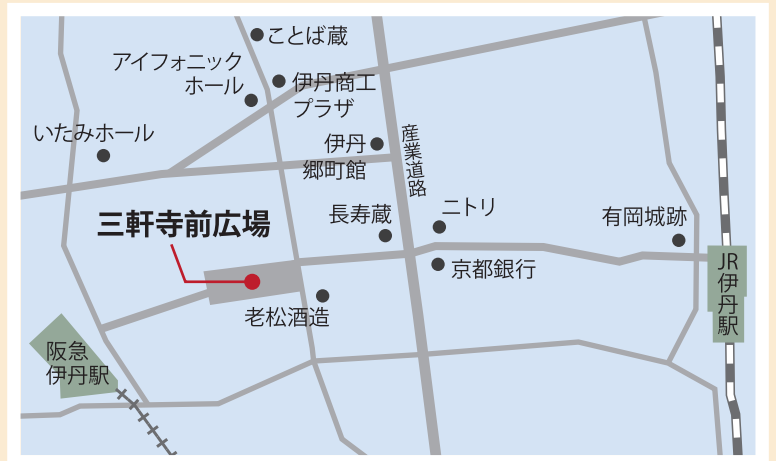 ことば蔵
アイフォニック
ホール
伊丹商工
プラザ
いたみホール
伊丹
郷町館
産業道路
三軒寺前広場
長寿蔵
ニトリ
有岡城跡
京都銀行
JR
伊丹駅
老松酒造
阪急
伊丹駅